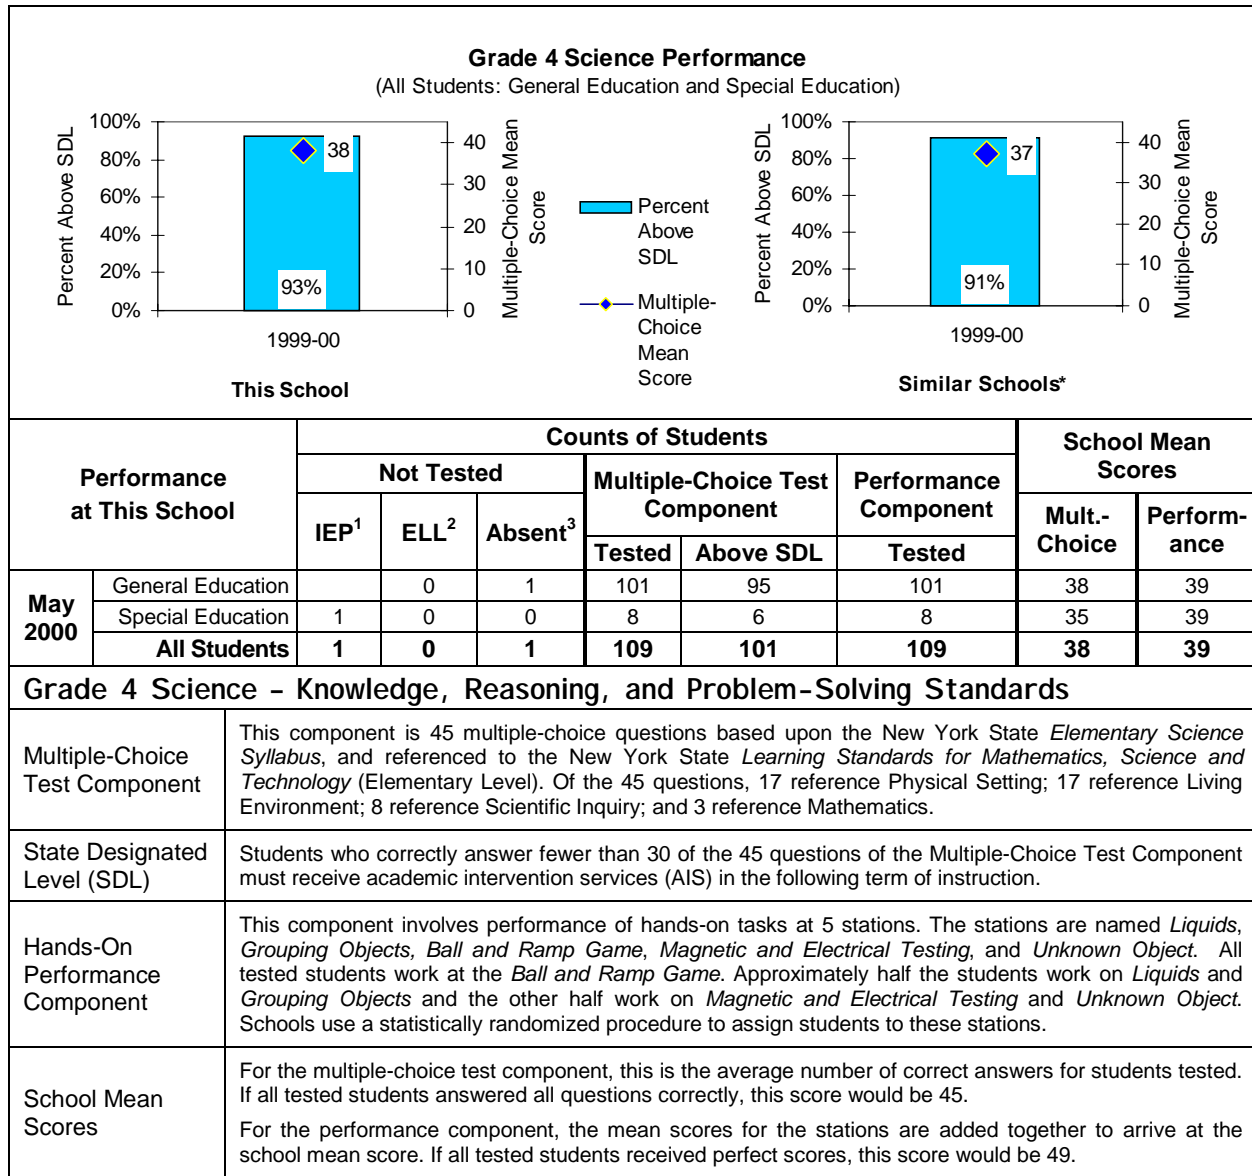 Grade 4 Science Performance
(All Students: General Education and Special Education)
Percent Above SDL
100%
80%
60%
40%
20%
0%
38
93%
40
30
20
10
0
Multiple-Choice Mean
Score
1999-00
This School
Percent
Above
SDL
Multiple-
Choice
Mean
Score
Percent Above SDL
100%
80%
60%
40%
20%
0%
37
91%
40
30
20
10
0
Multiple-Choice Mean
Score
1999-00
Similar Schools*
Performance
at This School
Counts of Students
School Mean
Scores
Not Tested
Multiple-Choice Test
Component
Performance
Component
IEP1 ELL2 Absent3
Tested Above SDL Tested
Mult.-
Choice
Perform-
ance
May
2000
General Education 0 1 101 95 101 38 39
Special Education 1 0 0 8 6 8 35 39
All Students 1 0 1 109 101 109 38 39
Grade 4 Science – Knowledge, Reasoning, and Problem-Solving Standards
Multiple-Choice
Test Component
This component is 45 multiple-choice questions based upon the New York State Elementary Science
Syllabus, and referenced to the New York State Learning Standards for Mathematics, Science and
Technology (Elementary Level). Of the 45 questions, 17 reference Physical Setting; 17 reference Living
Environment; 8 reference Scientific Inquiry; and 3 reference Mathematics.
State Designated
Level (SDL)
Students who correctly answer fewer than 30 of the 45 questions of the Multiple-Choice Test Component
must receive academic intervention services (AIS) in the following term of instruction.
Hands-On
Performance
Component
This component involves performance of hands-on tasks at 5 stations. The stations are named Liquids,
Grouping Objects, Ball and Ramp Game, Magnetic and Electrical Testing, and Unknown Object. All
tested students work at the Ball and Ramp Game. Approximately half the students work on Liquids and
Grouping Objects and the other half work on Magnetic and Electrical Testing and Unknown Object.
Schools use a statistically randomized procedure to assign students to these stations.
School Mean
Scores
For the multiple-choice test component, this is the average number of correct answers for students tested.
If all tested students answered all questions correctly, this score would be 45.
For the performance component, the mean scores for the stations are added together to arrive at the
school mean score. If all tested students received perfect scores, this score would be 49.